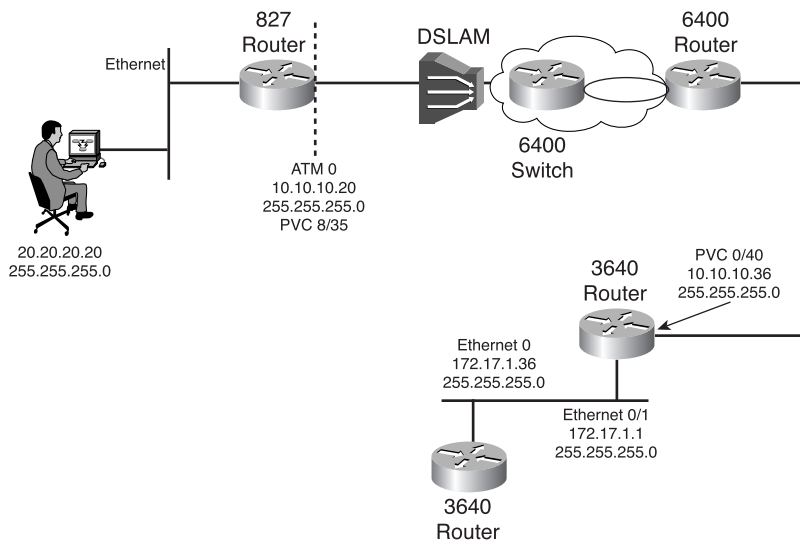 827
Router
DSLAM
6400
Router
Ethernet
6400
Switch
ATM 0
10.10.10.20
255.255.255.0
PVC 8/35
20.20.20.20
255.255.255.0
PVC 0/40
10.10.10.36
255.255.255.0
3640
Router
Ethernet 0
172.17.1.36
255.255.255.0
Ethernet 0/1
172.17.1.1
255.255.255.0
3640
Router